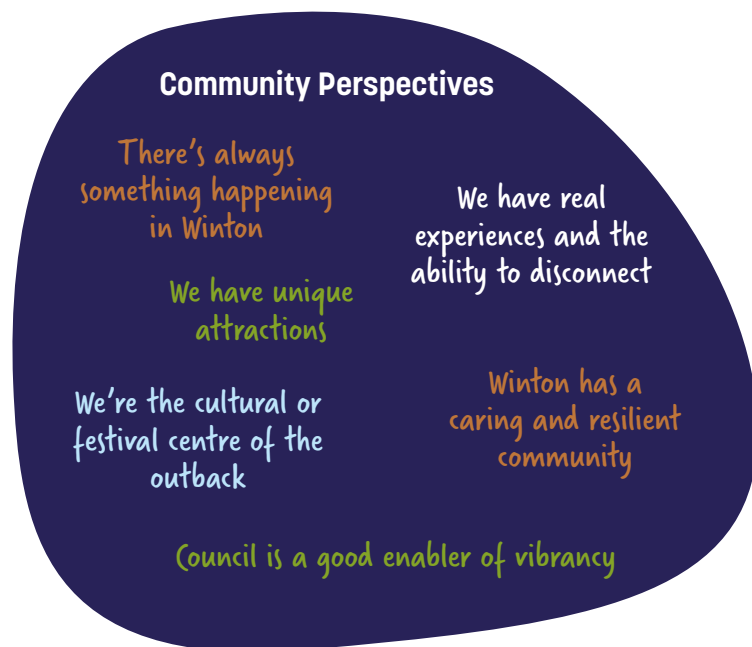 Community Perspectives
There's always
something happening
in Winton
We have real
experiences and the
ability to disconnect
We have unique
attractions
We're the cultural or
festival centre of the
outback
Winton has a
caring and resilient
community
Council is a good enabler of vibrancy